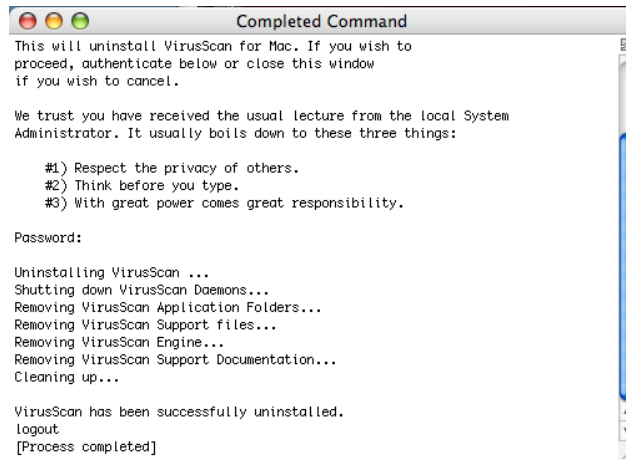 Completed Command
This will uninstall VirusScan for Mac. If you wish to
proceed, authenticate below or close this window
if you wish to cancel.
We trust you have received the usual lecture from the local System
Administrator. It usually boils down to these three things:
#1) Respect the privacy of others.
#2) Think before you type.
#3) With great power comes great responsibility.
Password:
Uninstalling VirusScan ...
Shutting down VirusScan Daemons...
Removing VirusScan Application Folders...
Removing VirusScan Support files...
Removing VirusScan Engine...
Removing VirusScan Support Documentation...
Cleaning up...
VirusScan has been successfully uninstalled.
logout
[Process completed]